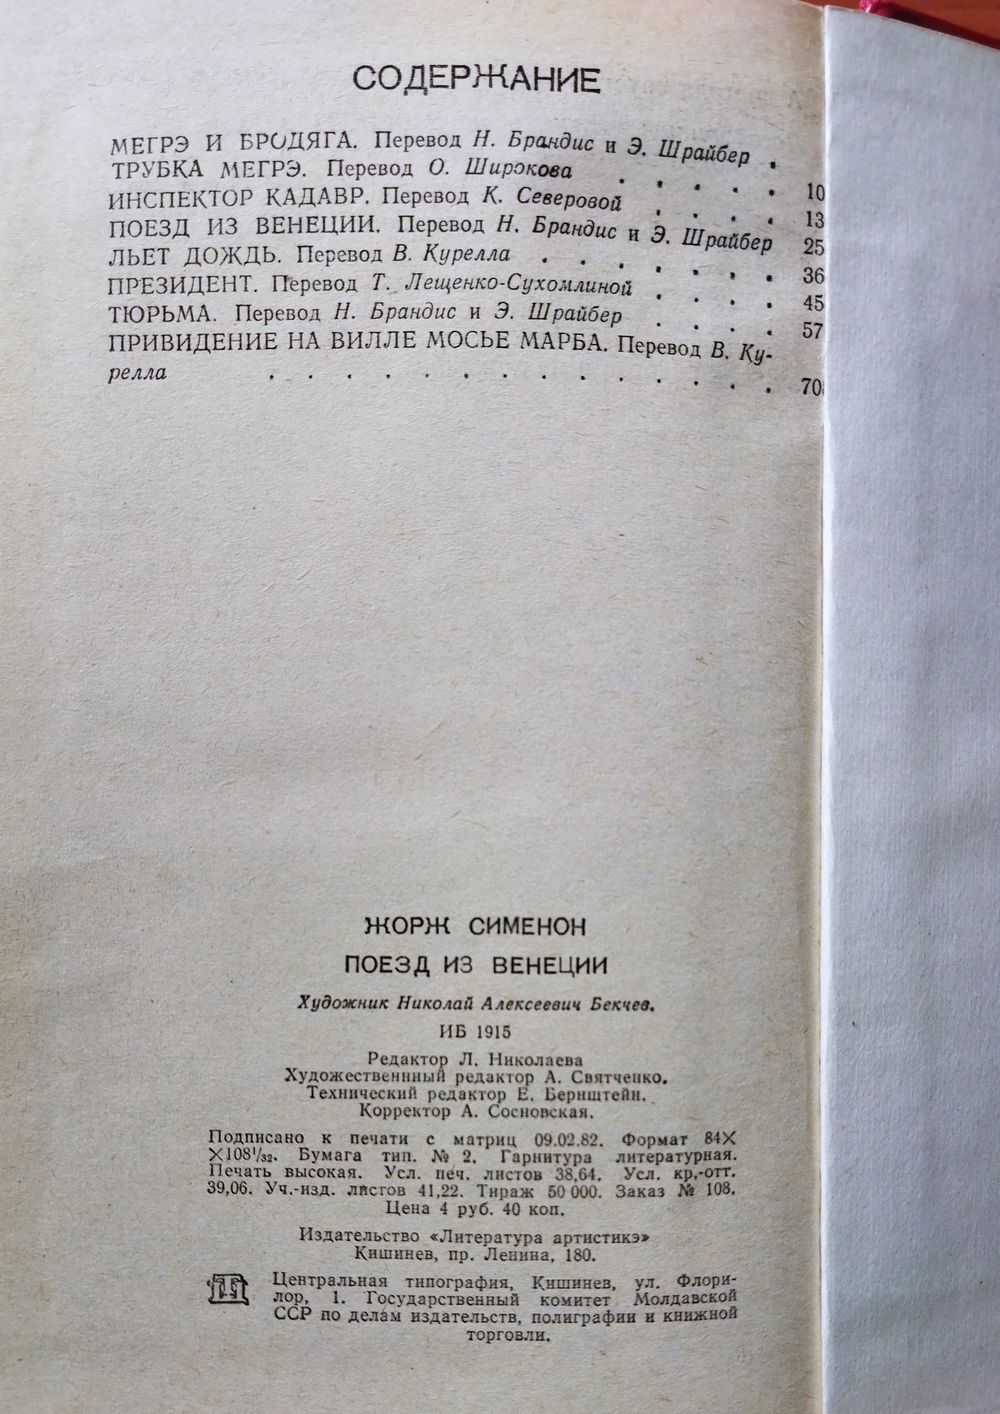 СОДЕРЖАНИЕ
МЕГРЭ И БРОДЯГА. Перевод Н. Брандис и Э. Шрайбер .
ТРУБКА МЕГРЭ. Перевод О. Широкова . . . . . 10
ИНСПЕКТОР КАДАВР. Перевод К. Северовой . . . . 13
ПОЕЗД ИЗ ВЕНЕЦИИ. Перевод Н. Брандис и Э. Шрайбер 25
ЛЬЕТ ДОЖДЬ. Перевод В. Курелла . . . . . . . 36
ПРЕЗИДЕНТ. Перевод Т. Лещенко-Сухомлиной . . . . 45
ТЮРЬМА. Перевод Н. Брандис и Э. Шрайбер . . . . 57
ПРИВИДЕНИЕ НА ВИЛЛЕ МОСЬЕ МАРБА. Перевод В. Ку-
релла . . . . . . . . . . . . . . 70
ЖОРЖ СИМЕНОН
ПОЕЗД ИЗ ВЕНЕЦИИ
Художник Николай Алексеевич Бекчев.
ИБ 1915
Редактор Л. Николаева
Художественнный редактор А. Святченко.
Технический редактор Е. Бернштейн.
Корректор А. Сосновская.
Подписано к печати с матриц 09.02.82. Формат 84Х
Х108¹/₃₂. Бумага тип. № 2. Гарнитура литературная.
Печать высокая. Усл. печ. листов 38,64. Усл. кр.-отт.
39,06. Уч.-изд. листов 41,22. Тираж 50 000. Заказ № 108.
Цена 4 руб. 40 коп.
Издательство «Литература артистикэ»
Кишинев, пр. Ленина, 180.
Центральная типография, Кишинев, ул. Флори-
лор, 1. Государственный комитет Молдавской
ССР по делам издательств, полиграфии и книжной
торговли.